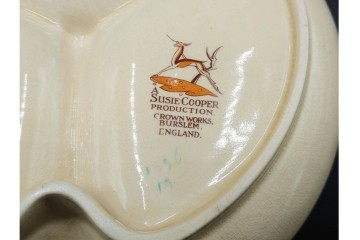 A
SUSIE COOPER
PRODUCTION
CROWN WORKS,
BURSLEM,
ENGLAND.